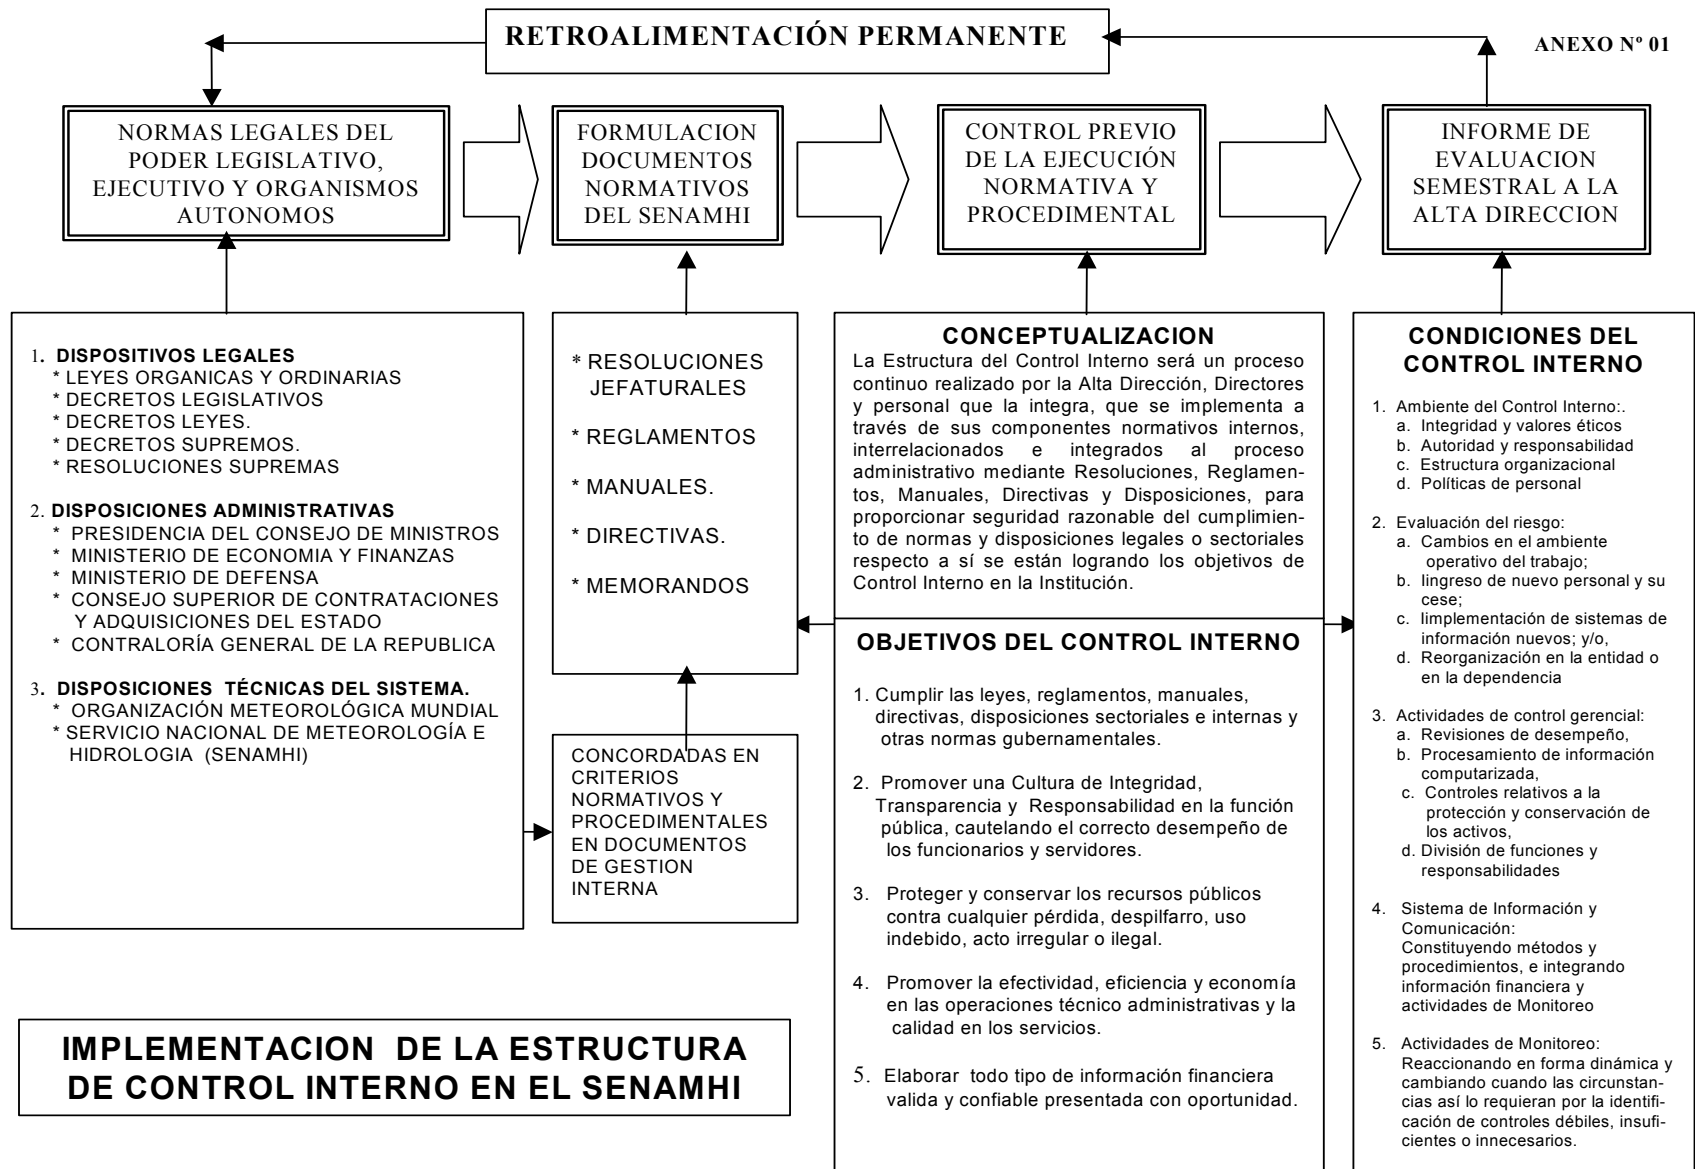 RETROALIMENTACIÓN PERMANENTE
ANEXO Nº 01
NORMAS LEGALES DEL
PODER LEGISLATIVO,
EJECUTIVO Y ORGANISMOS
AUTONOMOS
FORMULACION
DOCUMENTOS
NORMATIVOS
DEL SENAMHI
CONTROL PREVIO
DE LA EJECUCIÓN
NORMATIVA Y
PROCEDIMENTAL
INFORME DE
EVALUACION
SEMESTRAL A LA
ALTA DIRECCION
1. DISPOSITIVOS LEGALES
* LEYES ORGANICAS Y ORDINARIAS
* DECRETOS LEGISLATIVOS
* DECRETOS LEYES.
* DECRETOS SUPREMOS.
* RESOLUCIONES SUPREMAS
2. DISPOSICIONES ADMINISTRATIVAS
* PRESIDENCIA DEL CONSEJO DE MINISTROS
* MINISTERIO DE ECONOMIA Y FINANZAS
* MINISTERIO DE DEFENSA
* CONSEJO SUPERIOR DE CONTRATACIONES
Y ADQUISICIONES DEL ESTADO
* CONTRALORÍA GENERAL DE LA REPUBLICA
3. DISPOSICIONES TÉCNICAS DEL SISTEMA.
* ORGANIZACIÓN METEOROLÓGICA MUNDIAL
* SERVICIO NACIONAL DE METEOROLOGÍA E
HIDROLOGIA (SENAMHI)
* RESOLUCIONES
JEFATURALES
* REGLAMENTOS
* MANUALES.
* DIRECTIVAS.
* MEMORANDOS
CONCORDADAS EN
CRITERIOS
NORMATIVOS Y
PROCEDIMENTALES
EN DOCUMENTOS
DE GESTION
INTERNA
CONCEPTUALIZACION
La Estructura del Control Interno será un proceso
continuo realizado por la Alta Dirección, Directores
y personal que la integra, que se implementa a
través de sus componentes normativos internos,
interrelacionados e integrados al proceso
administrativo mediante Resoluciones, Reglamen-
tos, Manuales, Directivas y Disposiciones, para
proporcionar seguridad razonable del cumplimien-
to de normas y disposiciones legales o sectoriales
respecto a sí se están logrando los objetivos de
Control Interno en la Institución.
OBJETIVOS DEL CONTROL INTERNO
1. Cumplir las leyes, reglamentos, manuales,
directivas, disposiciones sectoriales e internas y
otras normas gubernamentales.
2. Promover una Cultura de Integridad,
Transparencia y Responsabilidad en la función
pública, cautelando el correcto desempeño de
los funcionarios y servidores.
3. Proteger y conservar los recursos públicos
contra cualquier pérdida, despilfarro, uso
indebido, acto irregular o ilegal.
4. Promover la efectividad, eficiencia y economía
en las operaciones técnico administrativas y la
calidad en los servicios.
5. Elaborar todo tipo de información financiera
valida y confiable presentada con oportunidad.
CONDICIONES DEL
CONTROL INTERNO
1. Ambiente del Control Interno:.
a. Integridad y valores éticos
b. Autoridad y responsabilidad
c. Estructura organizacional
d. Políticas de personal
2. Evaluación del riesgo:
a. Cambios en el ambiente
operativo del trabajo;
b. Iingreso de nuevo personal y su
cese;
c. Iimplementación de sistemas de
información nuevos; y/o,
d. Reorganización en la entidad o
en la dependencia
3. Actividades de control gerencial:
a. Revisiones de desempeño,
b. Procesamiento de información
computarizada,
c. Controles relativos a la
protección y conservación de
los activos,
d. División de funciones y
responsabilidades
4. Sistema de Información y
Comunicación:
Constituyendo métodos y
procedimientos, e integrando
información financiera y
actividades de Monitoreo
5. Actividades de Monitoreo:
Reaccionando en forma dinámica y
cambiando cuando las circunstan-
cias así lo requieran por la identifi-
cación de controles débiles, insufi-
cientes o innecesarios.
IMPLEMENTACION DE LA ESTRUCTURA
DE CONTROL INTERNO EN EL SENAMHI